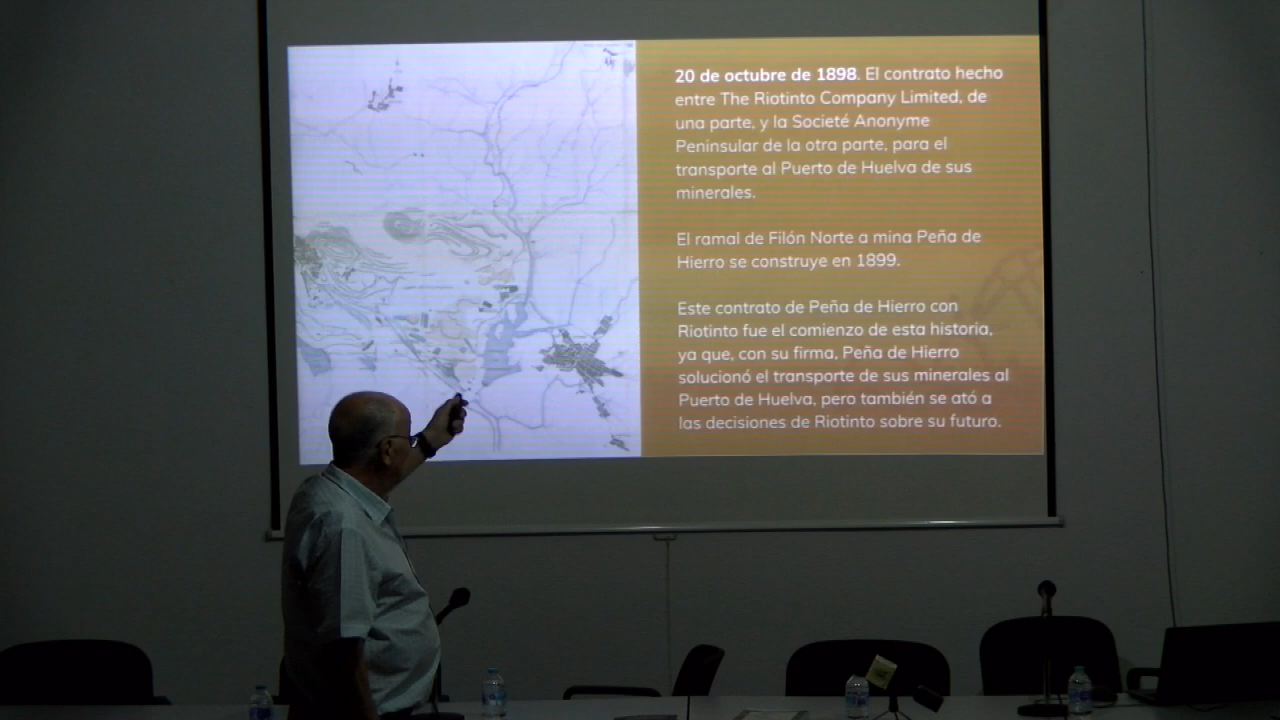 20 de octubre de 1898. El contrato hecho
entre The Riotinto Company Limited, de
una parte, y la Societé Anonyme
Peninsular de la otra parte, para el
transporte al Puerto de Huelva de sus
minerales.
El ramal de Filón Norte a mina Peña de
Hierro se construye en 1899.
Este contrato de Peña de Hierro con
Riotinto fue el comienzo de esta historia,
ya que, con su firma, Peña de Hierro
solucionó el transporte de sus minerales al
Puerto de Huelva, pero también se ató a
las decisiones de Riotinto sobre su futuro.